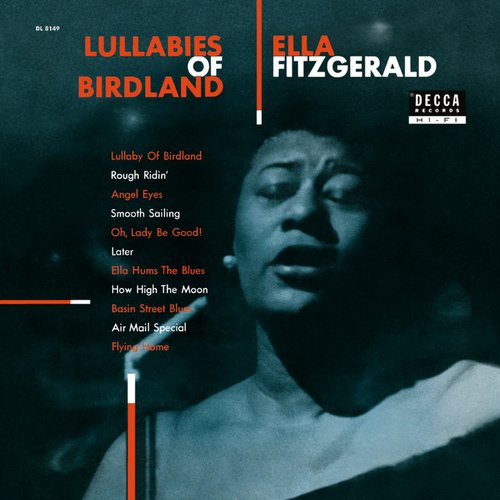 DL 8149
LULLABIES
OF
BIRDLAND
ELLA
FITZGERALD
DECCA
RECORDS
HI-FI
Lullaby Of Birdland
Rough Ridin'
Angel Eyes
Smooth Sailing
Oh, Lady Be Good!
Later
Ella Hums The Blues
How High The Moon
Basin Street Blues
Air Mail Special
Flying Home